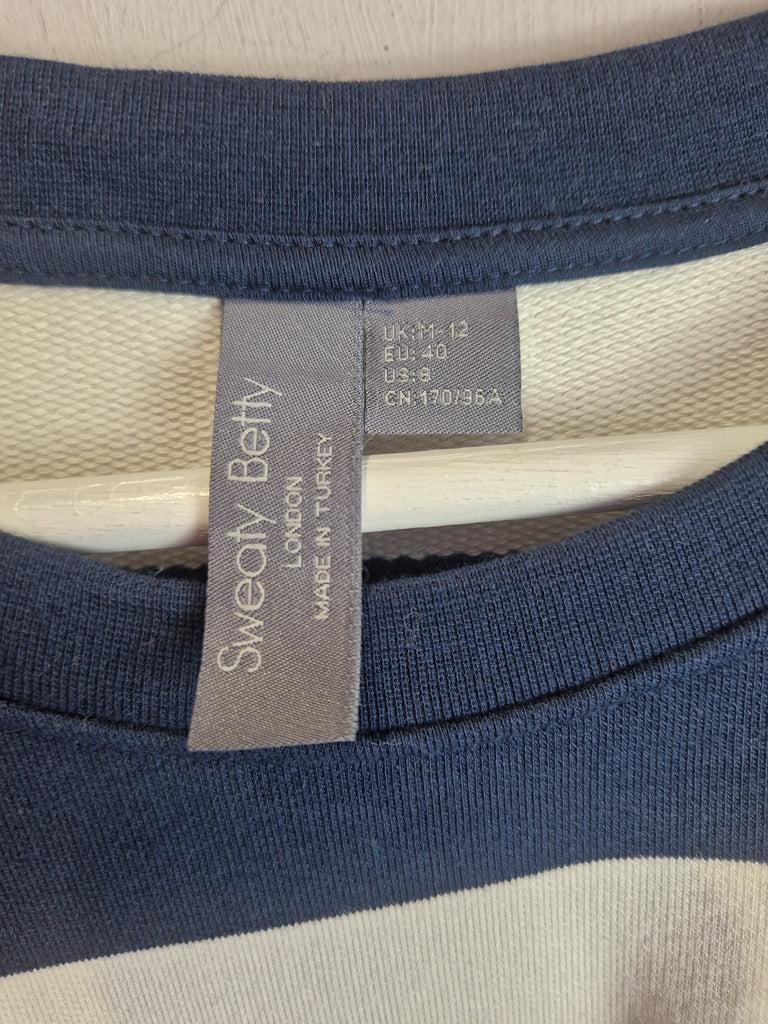 Sweaty Betty
LONDON
MADE IN TURKEY
UK:M-12
EU:40
US:8
CN:170/96A